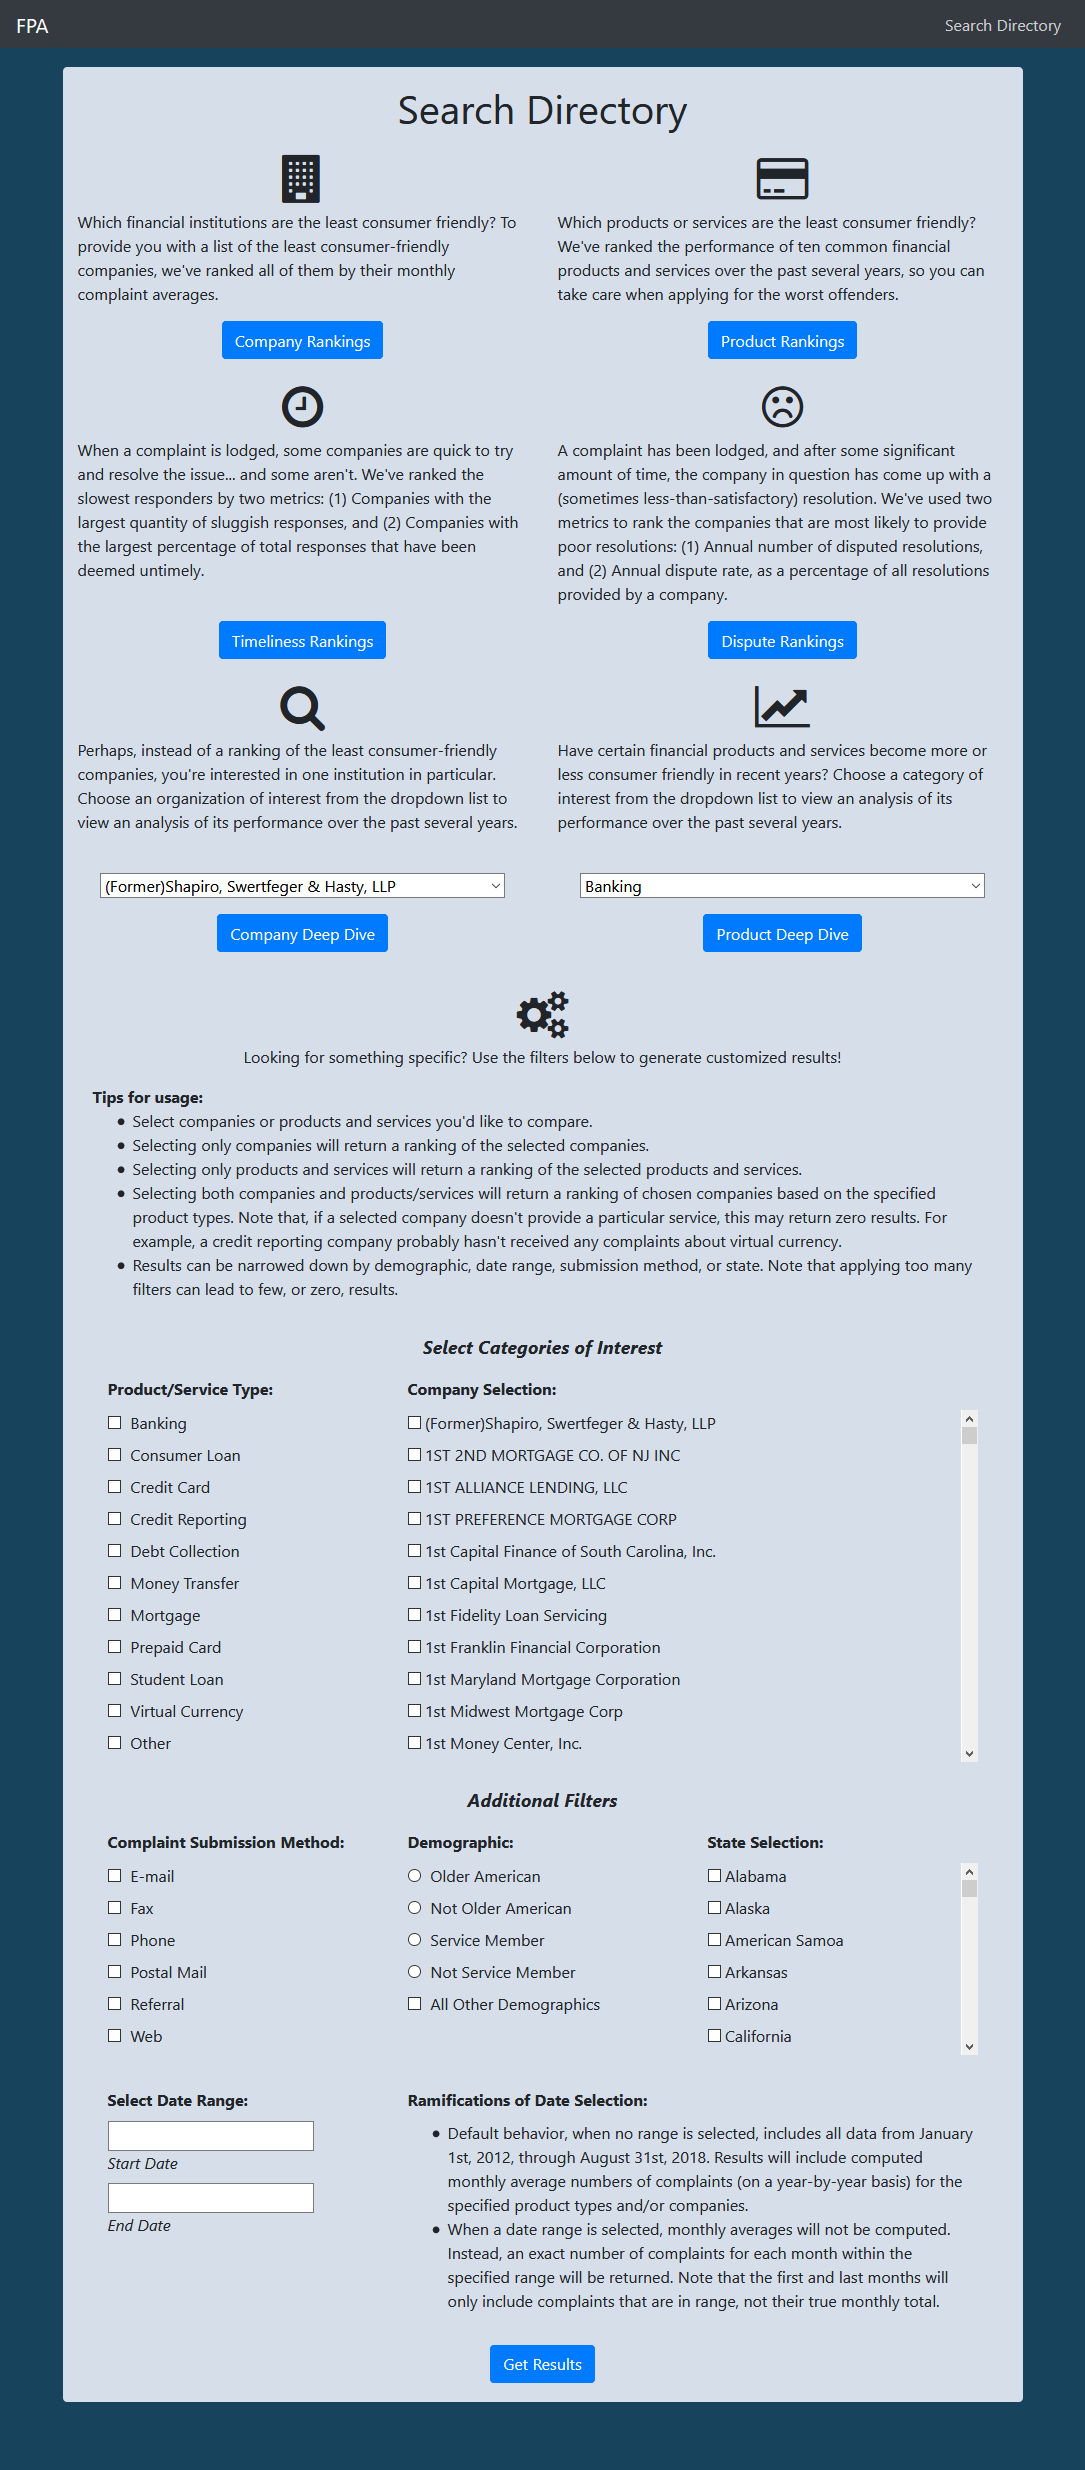 FPA
Search Directory
Search Directory
Which financial institutions are the least consumer friendly? To
provide you with a list of the least consumer-friendly
companies, we've ranked all of them by their monthly
complaint averages.
Company Rankings
Which products or services are the least consumer friendly?
We've ranked the performance of ten common financial
products and services over the past several years, so you can
take care when applying for the worst offenders.
Product Rankings
When a complaint is lodged, some companies are quick to try
and resolve the issue... and some aren't. We've ranked the
slowest responders by two metrics: (1) Companies with the
largest quantity of sluggish responses, and (2) Companies with
the largest percentage of total responses that have been
deemed untimely.
Timeliness Rankings
A complaint has been lodged, and after some significant
amount of time, the company in question has come up with a
(sometimes less-than-satisfactory) resolution. We've used two
metrics to rank the companies that are most likely to provide
poor resolutions: (1) Annual number of disputed resolutions,
and (2) Annual dispute rate, as a percentage of all resolutions
provided by a company.
Dispute Rankings
Perhaps, instead of a ranking of the least consumer-friendly
companies, you're interested in one institution in particular.
Choose an organization of interest from the dropdown list to
view an analysis of its performance over the past several years.
(Former)Shapiro, Swertfeger & Hasty, LLP
Company Deep Dive
Have certain financial products and services become more or
less consumer friendly in recent years? Choose a category of
interest from the dropdown list to view an analysis of its
performance over the past several years.
Banking
Product Deep Dive
Looking for something specific? Use the filters below to generate customized results!
Tips for usage:
• Select companies or products and services you'd like to compare.
• Selecting only companies will return a ranking of the selected companies.
• Selecting only products and services will return a ranking of the selected products and services.
• Selecting both companies and products/services will return a ranking of chosen companies based on the specified
product types. Note that, if a selected company doesn't provide a particular service, this may return zero results. For
example, a credit reporting company probably hasn't received any complaints about virtual currency.
• Results can be narrowed down by demographic, date range, submission method, or state. Note that applying too many
filters can lead to few, or zero, results.
Select Categories of Interest
Product/Service Type:
Banking
Consumer Loan
Credit Card
Credit Reporting
Debt Collection
Money Transfer
Mortgage
Prepaid Card
Student Loan
Virtual Currency
Other
Company Selection:
(Former)Shapiro, Swertfeger & Hasty, LLP
1ST 2ND MORTGAGE CO. OF NJ INC
1ST ALLIANCE LENDING, LLC
1ST PREFERENCE MORTGAGE CORP
1st Capital Finance of South Carolina, Inc.
1st Capital Mortgage, LLC
1st Fidelity Loan Servicing
1st Franklin Financial Corporation
1st Maryland Mortgage Corporation
1st Midwest Mortgage Corp
1st Money Center, Inc.
Additional Filters
Complaint Submission Method:
E-mail
Fax
Phone
Postal Mail
Referral
Web
Demographic:
Older American
Not Older American
Service Member
Not Service Member
All Other Demographics
State Selection:
Alabama
Alaska
American Samoa
Arkansas
Arizona
California
Select Date Range:
Start Date
End Date
Ramifications of Date Selection:
• Default behavior, when no range is selected, includes all data from January
1st, 2012, through August 31st, 2018. Results will include computed
monthly average numbers of complaints (on a year-by-year basis) for the
specified product types and/or companies.
• When a date range is selected, monthly averages will not be computed.
Instead, an exact number of complaints for each month within the
specified range will be returned. Note that the first and last months will
only include complaints that are in range, not their true monthly total.
Get Results